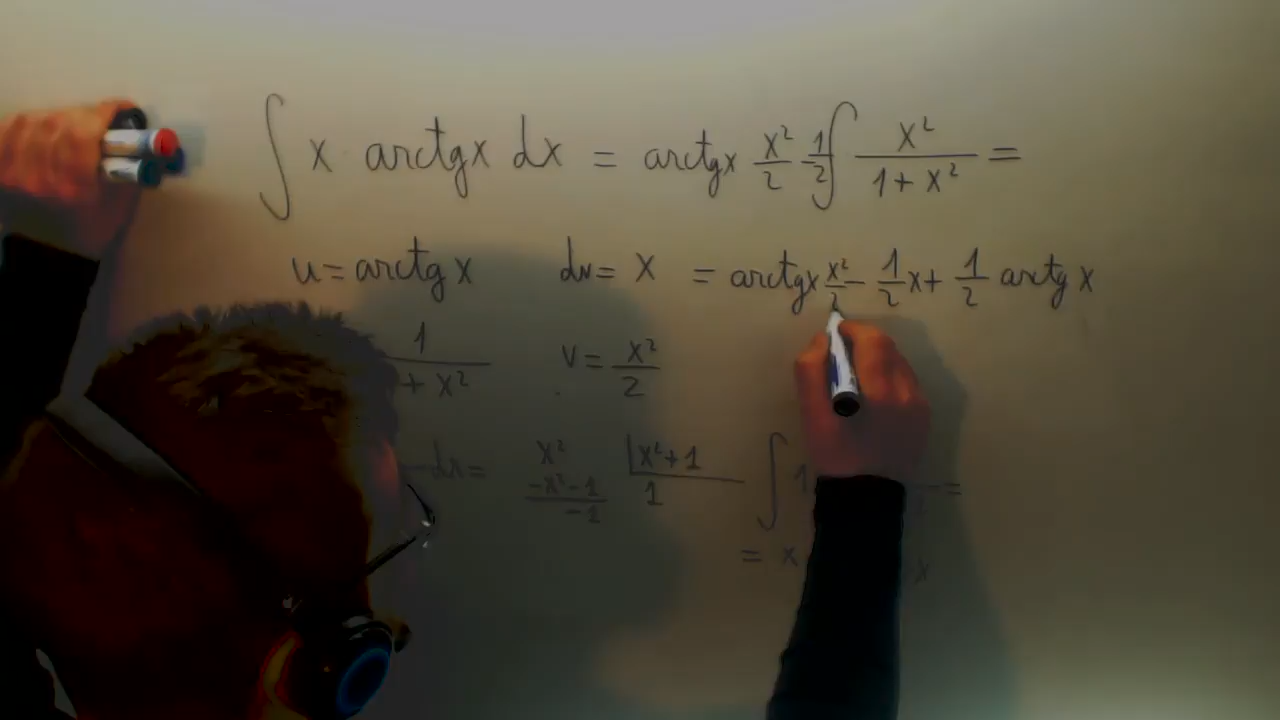 ∫ x arctgx dx = arctgx x²/2 - 1/2 ∫ x²/(1 + x²) =
u = arctg x    dv = x    = arctgx x²/2 - 1/2 x + 1/2 artg x
1/( + x²)    v = x²/2
dx =    x²    |x²+1    ∫ 1    =
-x² - 1    1
-1
= x    x